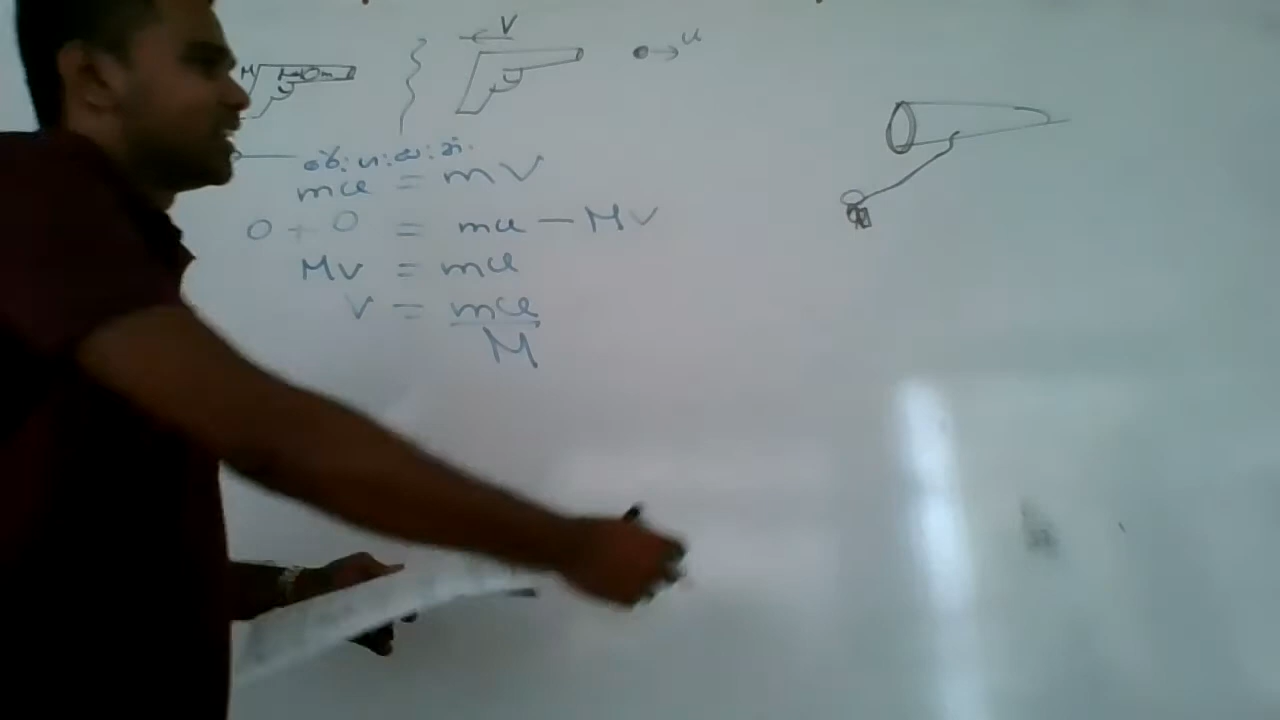 V
u
M m
mu = mV
0 + 0 = mu - MV
MV = mu
V = mu
M